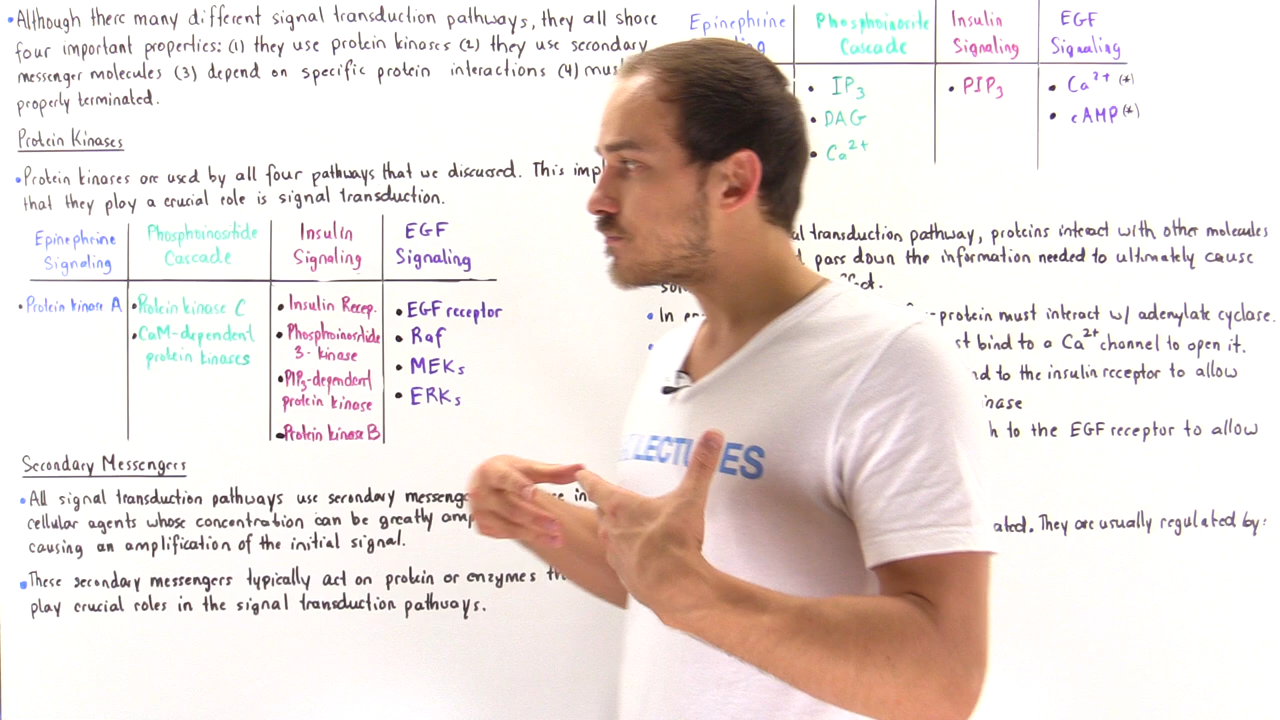 •Although there many different signal transduction pathways, they all share
four important properties: (1) they use protein kinases (2) they use secondary
messenger molecules (3) depend on specific protein interactions (4)
properly terminated.
Protein Kinases
•Protein kinases are used by all four pathways that we discussed. This
that they play a crucial role is signal transduction.
Epinephrine Signaling
Phosphoinositide Cascade
Insulin Signaling
EGF Signaling
•Protein kinase A
•Protein kinase C
•CaM-dependent
protein kinases
•Insulin Recep.
•Phosphoinositide
3-kinase
•PIP3-dependent
protein kinase
•Protein kinase B
•EGF receptor
•Raf
•MEKs
•ERKs
Secondary Messengers
•All signal transduction pathways use secondary
cellular agents whose concentration can be greatly
causing an amplification of the initial signal.
•These secondary messengers typically act on protein or enzymes
play crucial roles in the signal transduction pathways.
Epinephrine
Phosphoinosite
Cascade
Insulin
Signaling
EGF
Signaling
•IP3
•DAG
•Ca2+
•PIP3
•Ca2+ (*)
•cAMP(*)
transduction pathway, proteins interact with other molecules
pass down the information needed to ultimately cause
•In
-protein must interact w/ adenylate cyclase.
bind to a Ca2+ channel to open it.
to the insulin receptor to allow
to the EGF receptor to allow
They are usually regulated by:
LECTURES